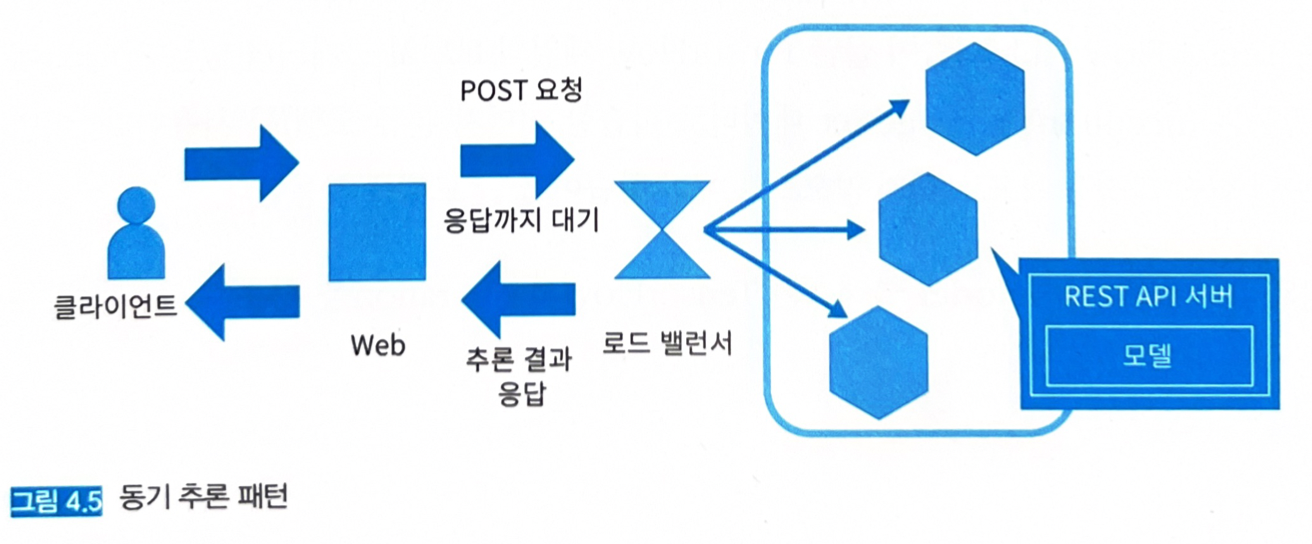 POST 요청
응답까지 대기
클라이언트
Web
추론 결과
응답
로드 밸런서
REST API 서버
모델
그림 4.5 동기 추론 패턴